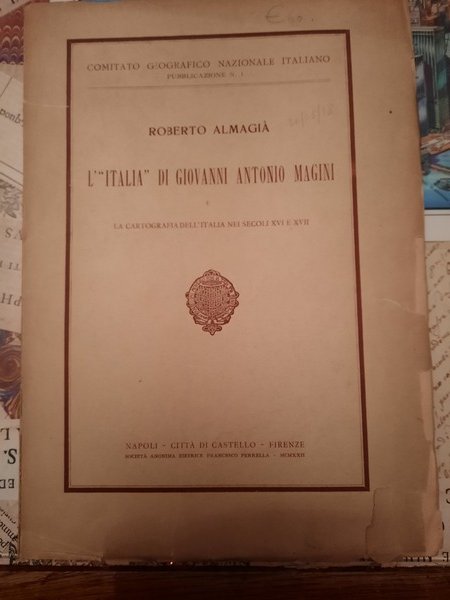 COMITATO GEOGRAFICO NAZIONALE ITALIANO
PUBBLICAZIONE N. 1
ROBERTO ALMAGIÀ
L'"ITALIA" DI GIOVANNI ANTONIO MAGINI
E
LA CARTOGRAFIA DELL'ITALIA NEI SECOLI XVI E XVII
NAPOLI - CITTÀ DI CASTELLO - FIRENZE
SOCIETÀ ANONIMA EDITRICE FRANCESCO PERRELLA - MCMXXII